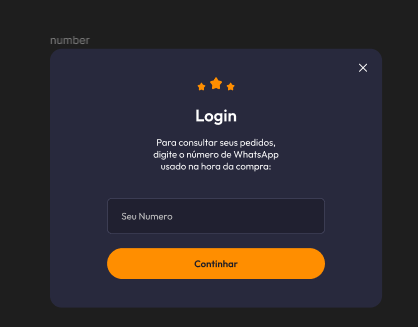 number
Login
Para consultar seus pedidos,
digite o número de WhatsApp
usado na hora da compra:
Seu Numero
Continhar